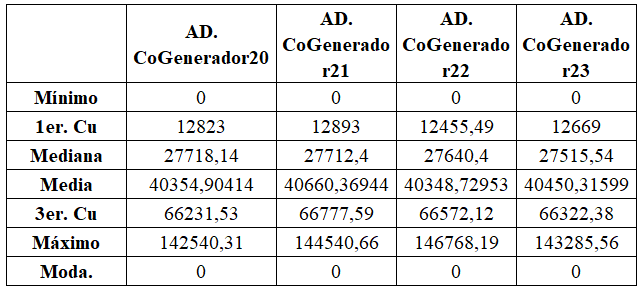 AD. CoGenerador20 AD. CoGenerador21 AD. CoGenerador22 AD. CoGenerador23
Mínimo 0 0 0 0
1er. Cu 12823 12893 12455,49 12669
Mediana 27718,14 27712,4 27640,4 27515,54
Media 40354,90414 40660,36944 40348,72953 40450,31599
3er. Cu 66231,53 66777,59 66572,12 66322,38
Máximo 142540,31 144540,66 146768,19 143285,56
Moda. 0 0 0 0